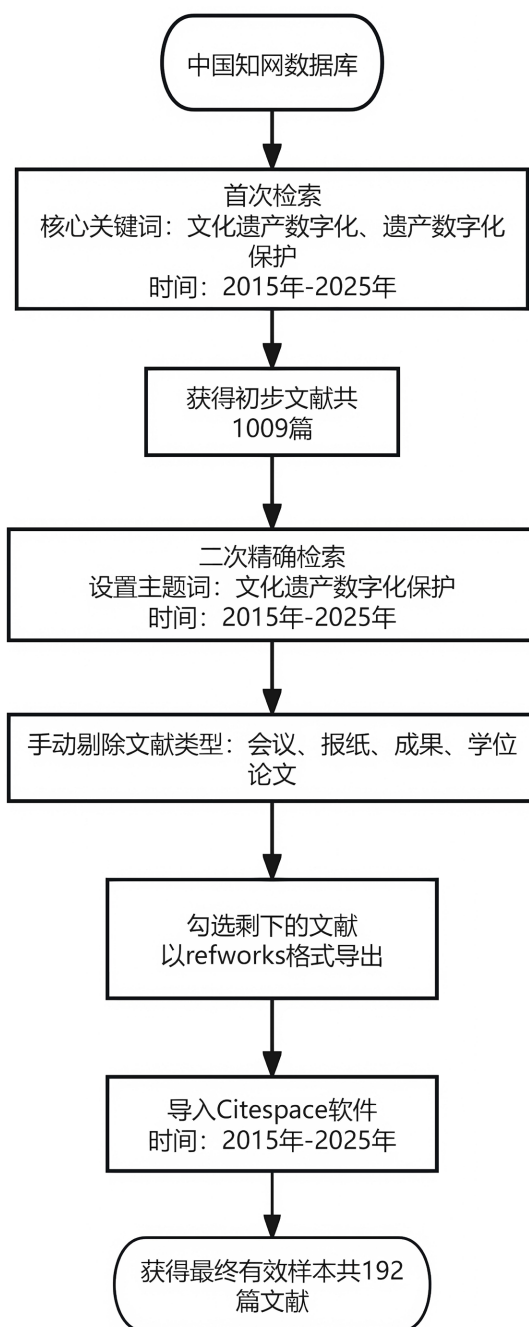 中国知网数据库
首次检索
核心关键词：文化遗产数字化、遗产数字化
保护
时间：2015年-2025年
获得初步文献共
1009篇
二次精确检索
设置主题词：文化遗产数字化保护
时间：2015年-2025年
手动剔除文献类型：会议、报纸、成果、学位
论文
勾选剩下的文献
以refworks格式导出
导入Citespace软件
时间：2015年-2025年
获得最终有效样本共192
篇文献